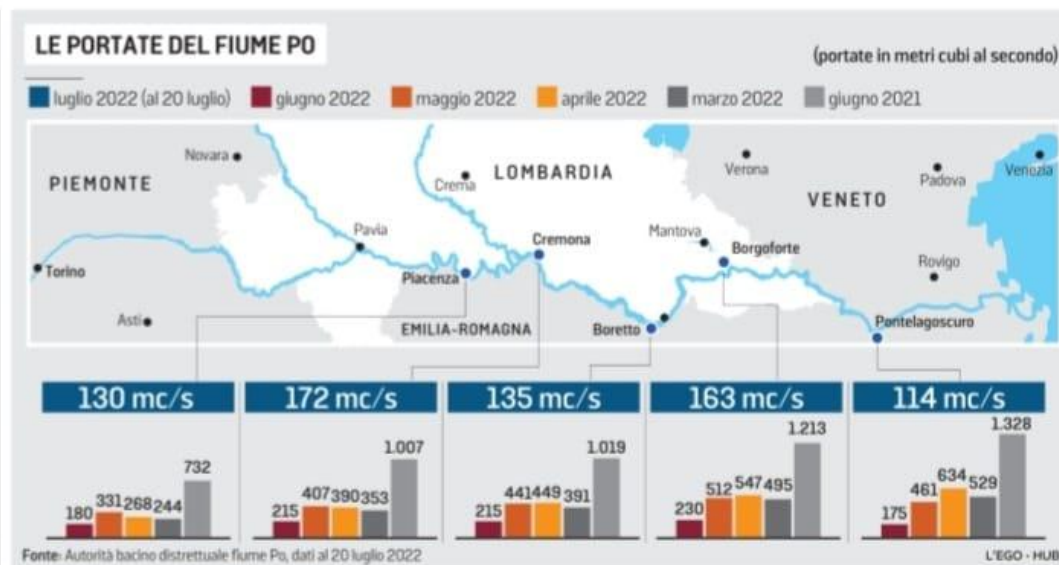 LE PORTATE DEL FIUME PO
(portate in metri cubi al secondo)
luglio 2022 (al 20 luglio) giugno 2022 maggio 2022 aprile 2022 marzo 2022 giugno 2021
Novara
PIEMONTE
Crema
LOMBARDIA
Verona
Padova
Venezia
VENETO
Pavia
Cremona
Mantova
Borgoforte
Torino
Piacenza
Rovigo
Asti
EMILIA-ROMAGNA
Boretto
Pontelagoscuro
130 mc/s 172 mc/s 135 mc/s 163 mc/s 114 mc/s
180 331 268 244 732
215 407 390 353 1.007
215 441 449 391 1.019
230 512 547 495 1.213
175 461 634 529 1.328
Fonte: Autorità bacino distrettuale fiume Po, dati al 20 luglio 2022
L'EGO - HUB